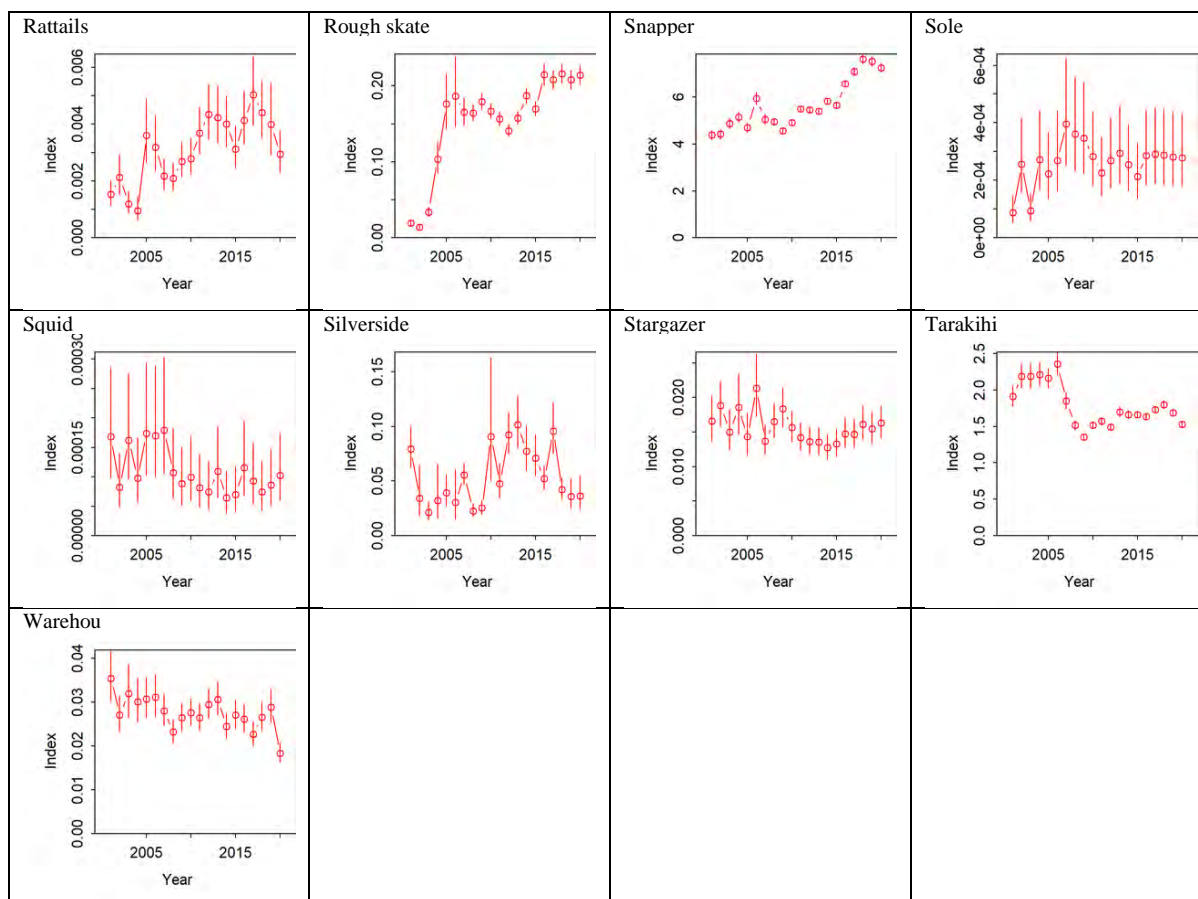 Rattails
Rough skate
Snapper
Sole
0.006
0.004
0.002
0.000
Index
2005
2015
Year
0.20
0.10
0.00
Index
2005
2015
Year
6
4
2
0
Index
2005
2015
Year
6e-04
4e-04
2e-04
0e+00
Index
2005
2015
Year
Squid
Silverside
Stargazer
Tarakihi
0.00030
0.00015
0.00000
Index
2005
2015
Year
0.15
0.10
0.05
0.00
Index
2005
2015
Year
0.020
0.010
0.000
Index
2005
2015
Year
2.5
2.0
1.5
1.0
0.5
0.0
Index
2005
2015
Year
Warehou
0.04
0.03
0.02
0.01
0.00
Index
2005
2015
Year